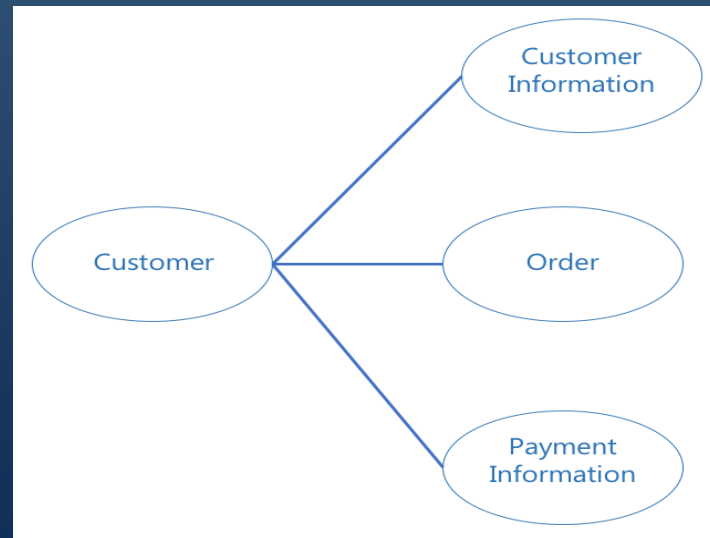 Customer
Information
Customer
Order
Payment
Information